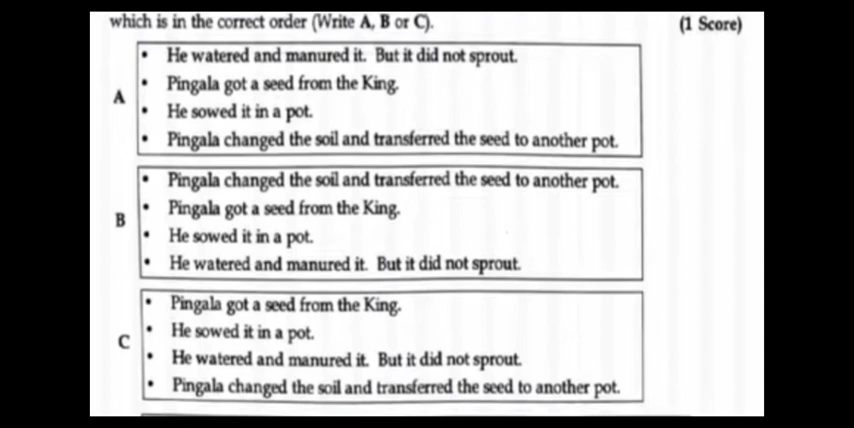 which is in the correct order (Write A, B or C). (1 Score)
A
• He watered and manured it. But it did not sprout.
• Pingala got a seed from the King.
• He sowed it in a pot.
• Pingala changed the soil and transferred the seed to another pot.
B
• Pingala changed the soil and transferred the seed to another pot.
• Pingala got a seed from the King.
• He sowed it in a pot.
• He watered and manured it. But it did not sprout.
C
• Pingala got a seed from the King.
• He sowed it in a pot.
• He watered and manured it. But it did not sprout.
• Pingala changed the soil and transferred the seed to another pot.